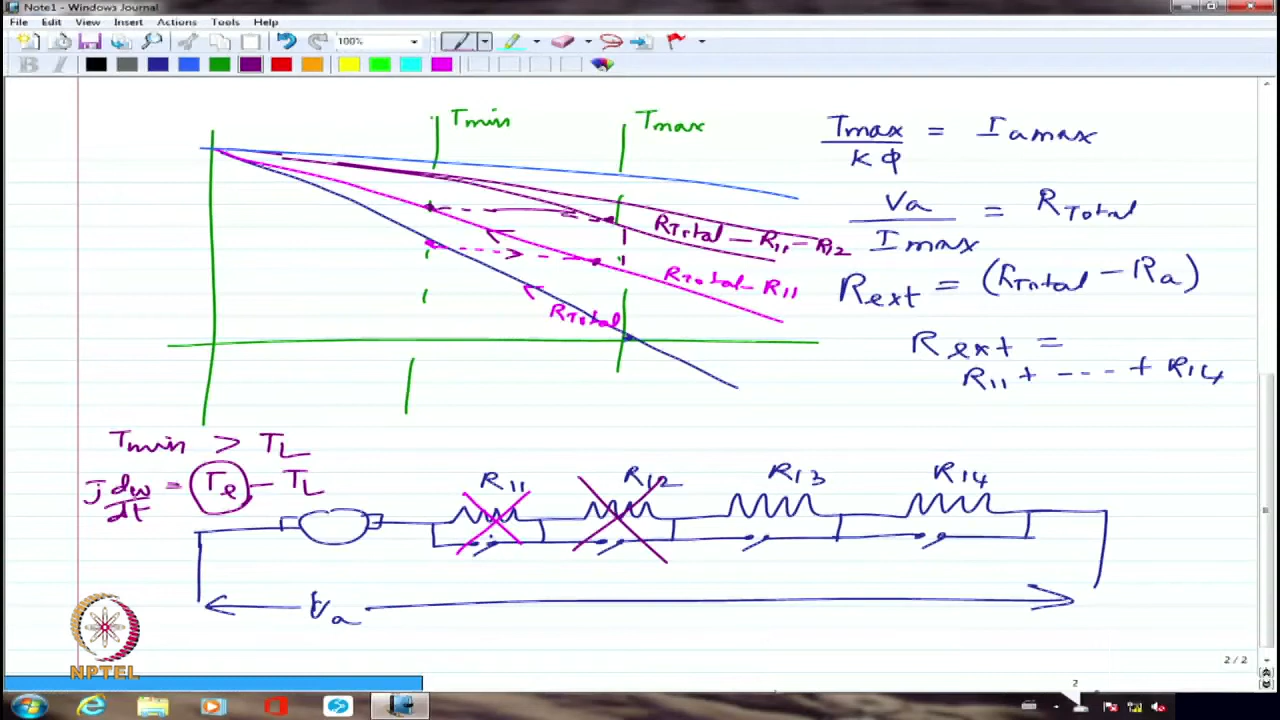 Note1 - Windows Journal
File Edit View Insert Actions Tools Help
100%
Tmin
Tmax
Tmax / Kϕ = Iamax
Va / Imax = RTotal
RTotal - R11 - R12
Rext = (RTotal - Ra)
RTotal - R11
RTotal
Rext =
R11 + ---- + R14
Tmin > TL
J dω/dt = Te - TL
R11 R12 R13 R14
Va
NPTEL
2 / 2
2